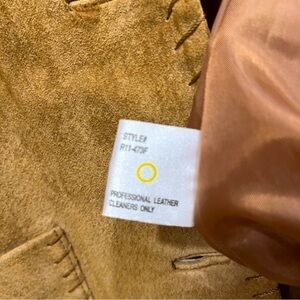 STYLE#
R11-479F
PROFESSIONAL LEATHER
CLEANERS ONLY